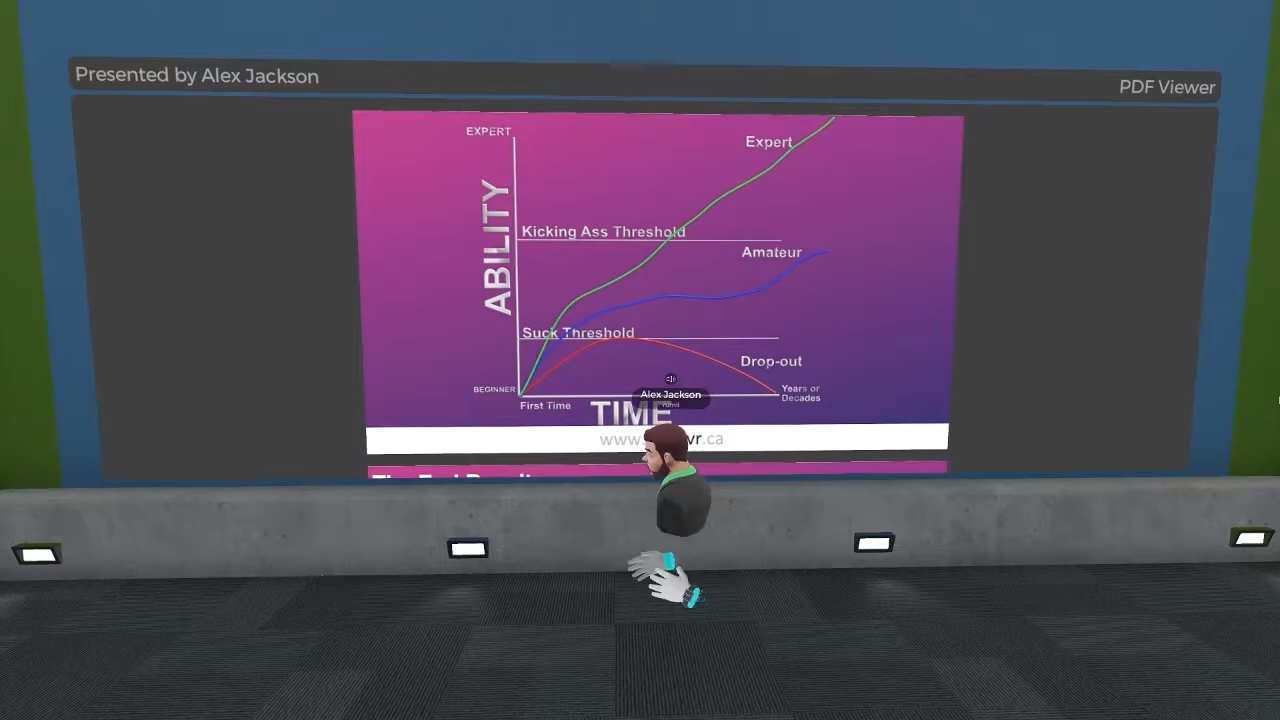 Presented by Alex Jackson
PDF Viewer
EXPERT
Expert
ABILITY
Kicking Ass Threshold
Amateur
Suck Threshold
Drop-out
BEGINNER
Years or
Decades
First Time
TIME
Alex Jackson
www.
vr.ca